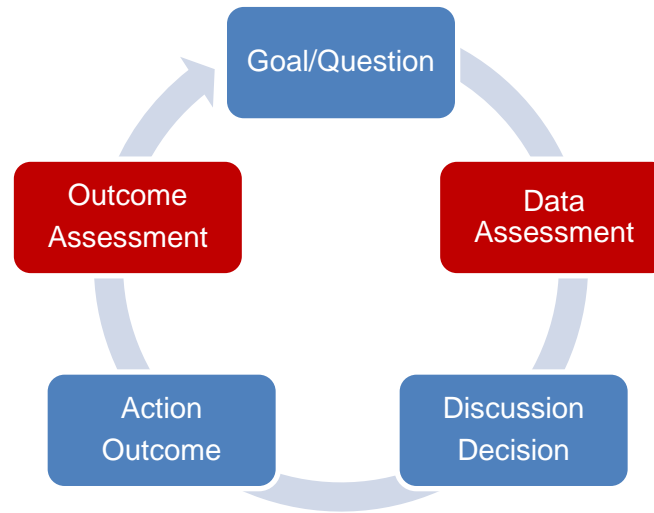 Goal/Question
Data
Assessment
Discussion
Decision
Action
Outcome
Outcome
Assessment